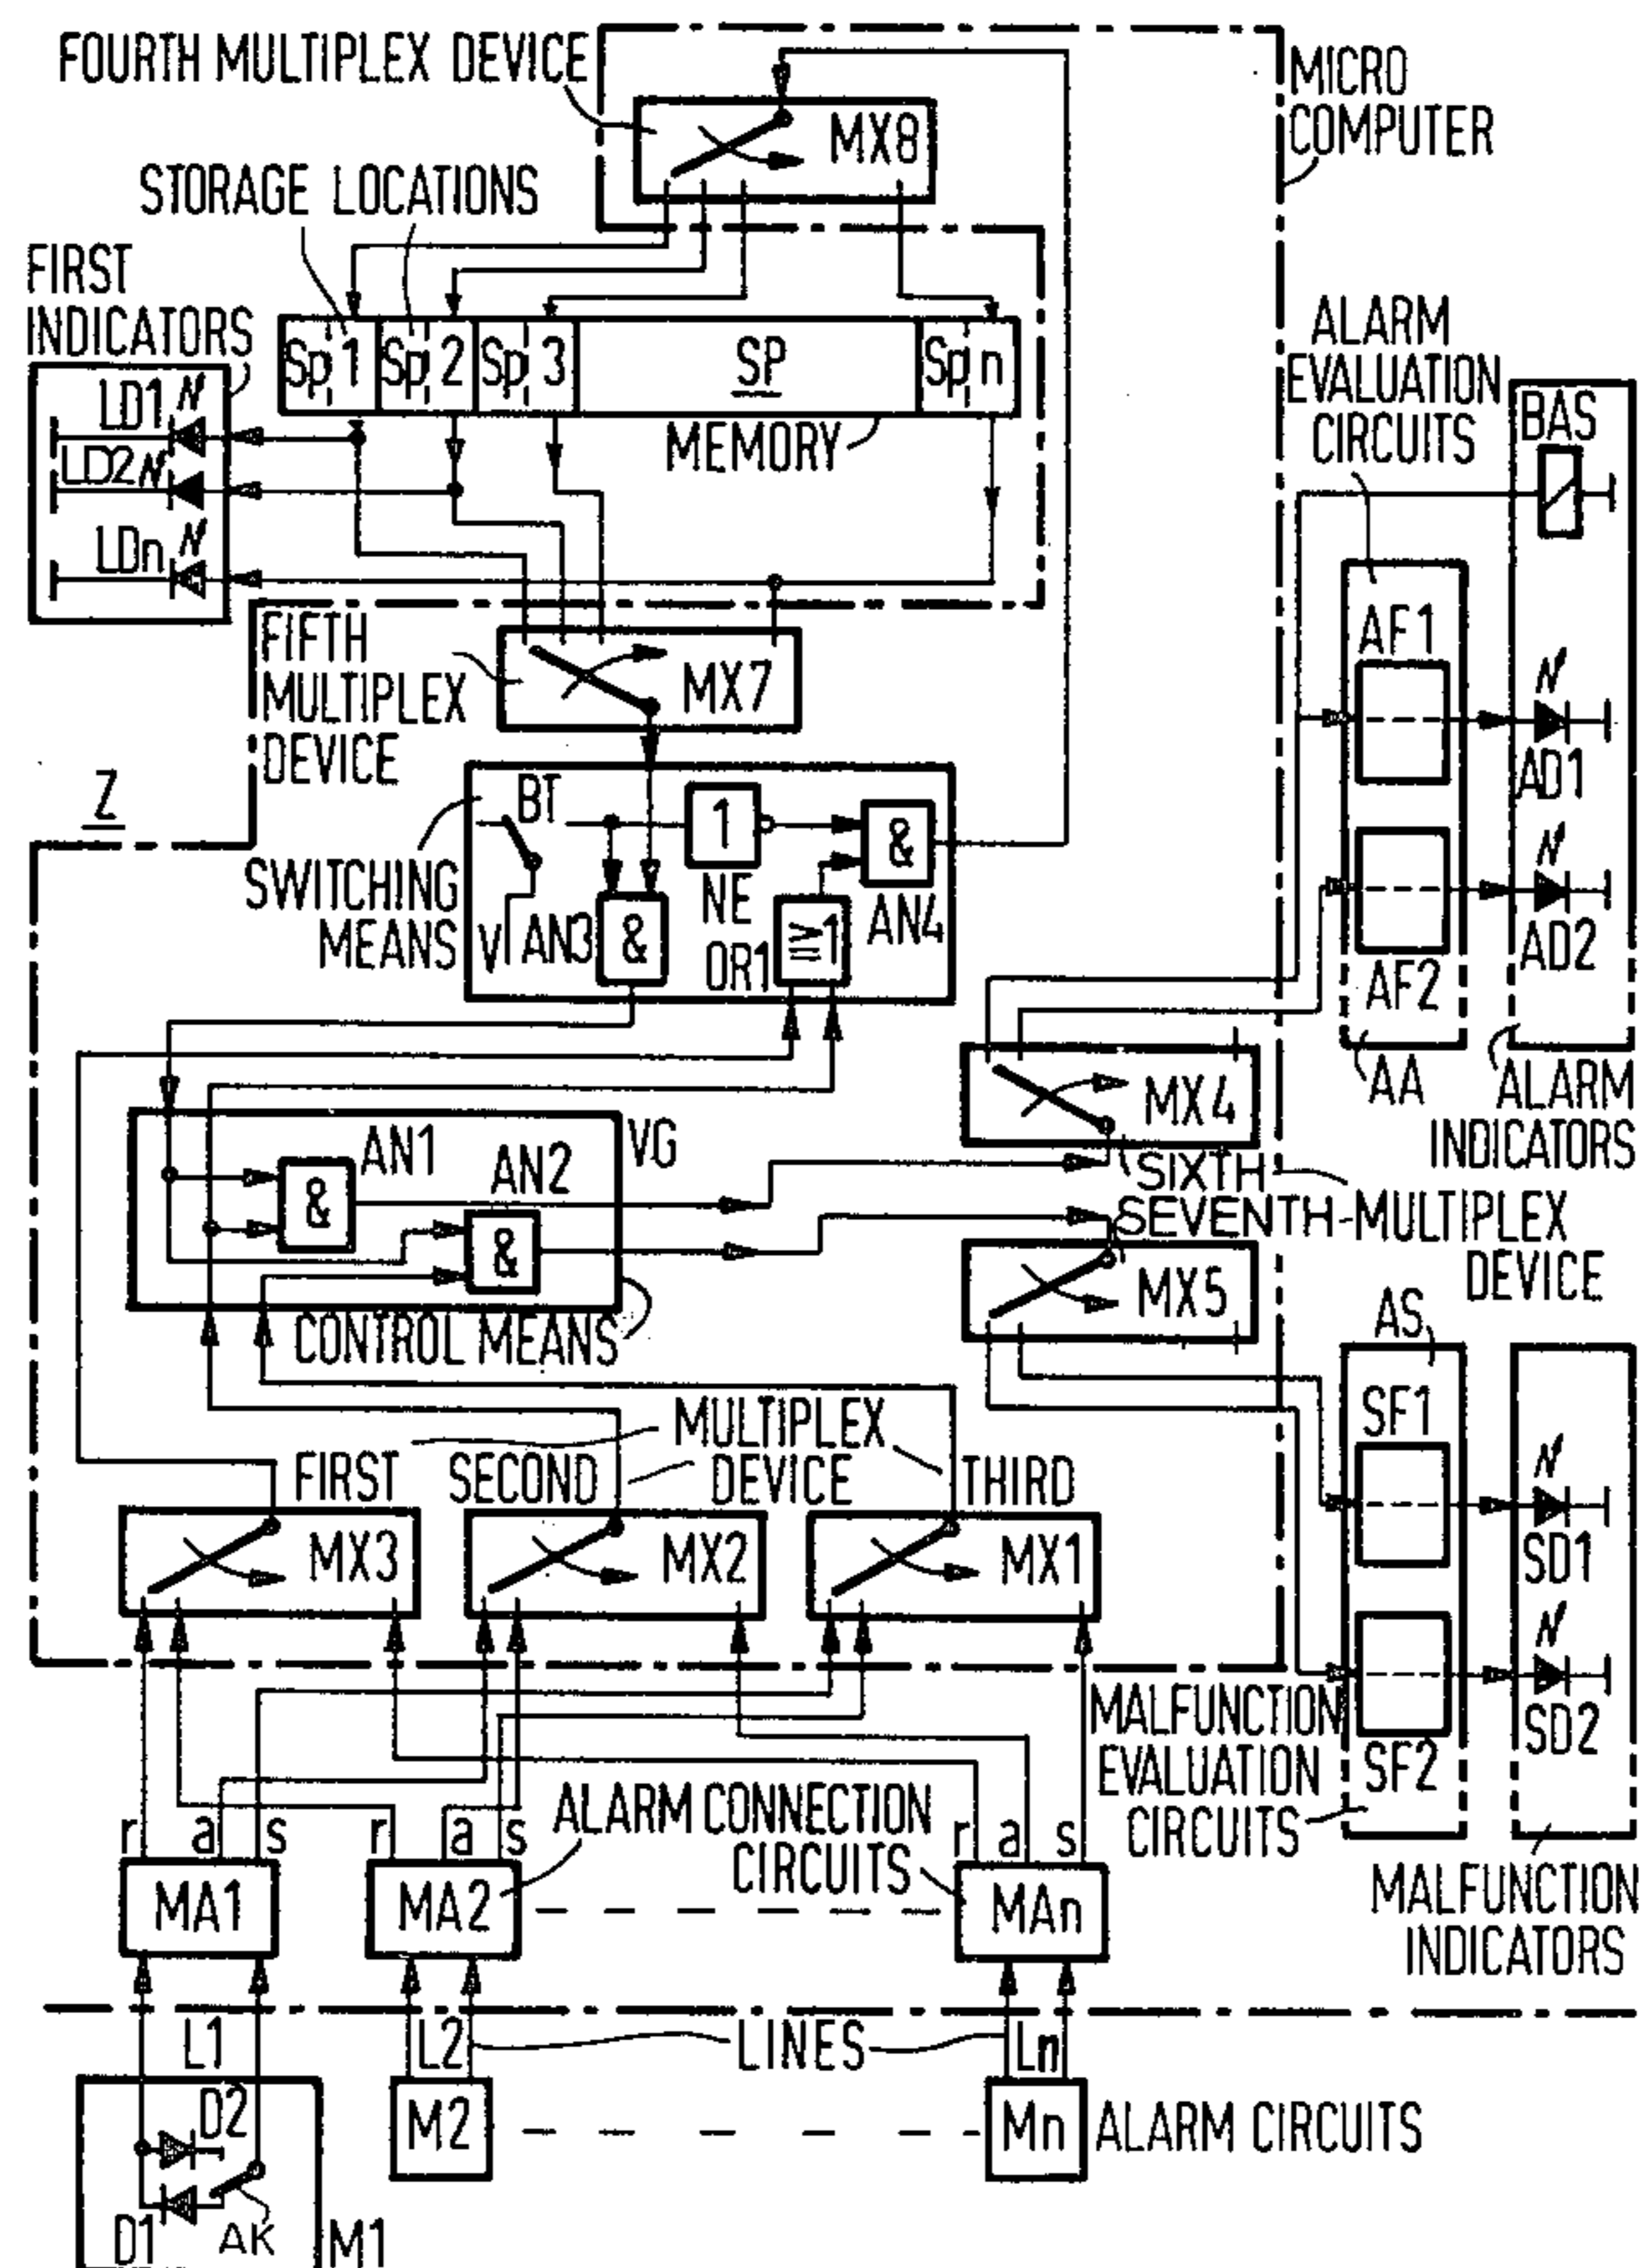 FOURTH MULTIPLEX DEVICE
MX8
MICRO
COMPUTER
STORAGE LOCATIONS
FIRST
INDICATORS
Sp 1
Sp 2
Sp 3
SP
Sp n
MEMORY
LD1
LD2
LDn
ALARM
EVALUATION
CIRCUITS
BAS
AF1
AD1
AF2
AD2
AA
ALARM
INDICATORS
FIFTH
MULTIPLEX
DEVICE
MX7
Z
SWITCHING
MEANS
BT
1
NE
&
AN4
V
AN3
&
OR1
≥1
MX4
SIXTH
SEVENTH
MULTIPLEX
DEVICE
MX5
VG
AN1
&
AN2
&
CONTROL MEANS
AS
SF1
SD1
SF2
SD2
MULTIPLEX
DEVICE
FIRST
SECOND
THIRD
MX3
MX2
MX1
MALFUNCTION
EVALUATION
CIRCUITS
MALFUNCTION
INDICATORS
ALARM CONNECTION
CIRCUITS
r a s
r a s
r a s
MA1
MA2
MAn
L1
L2
LINES
Ln
D2
D1
AK
M1
M2
Mn
ALARM CIRCUITS